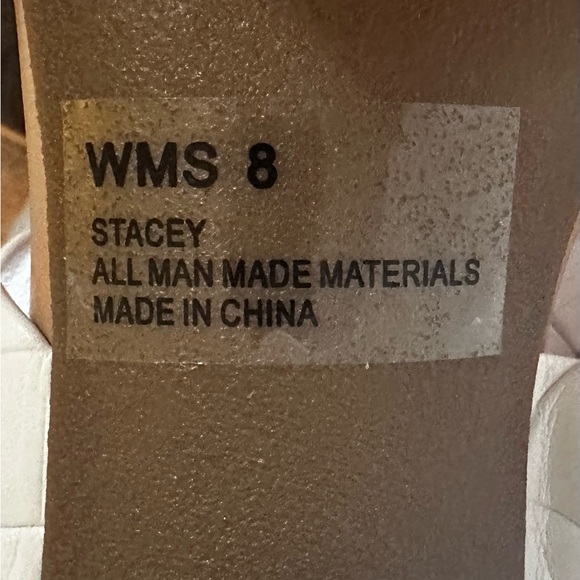 WMS 8
STACEY
ALL MAN MADE MATERIALS
MADE IN CHINA